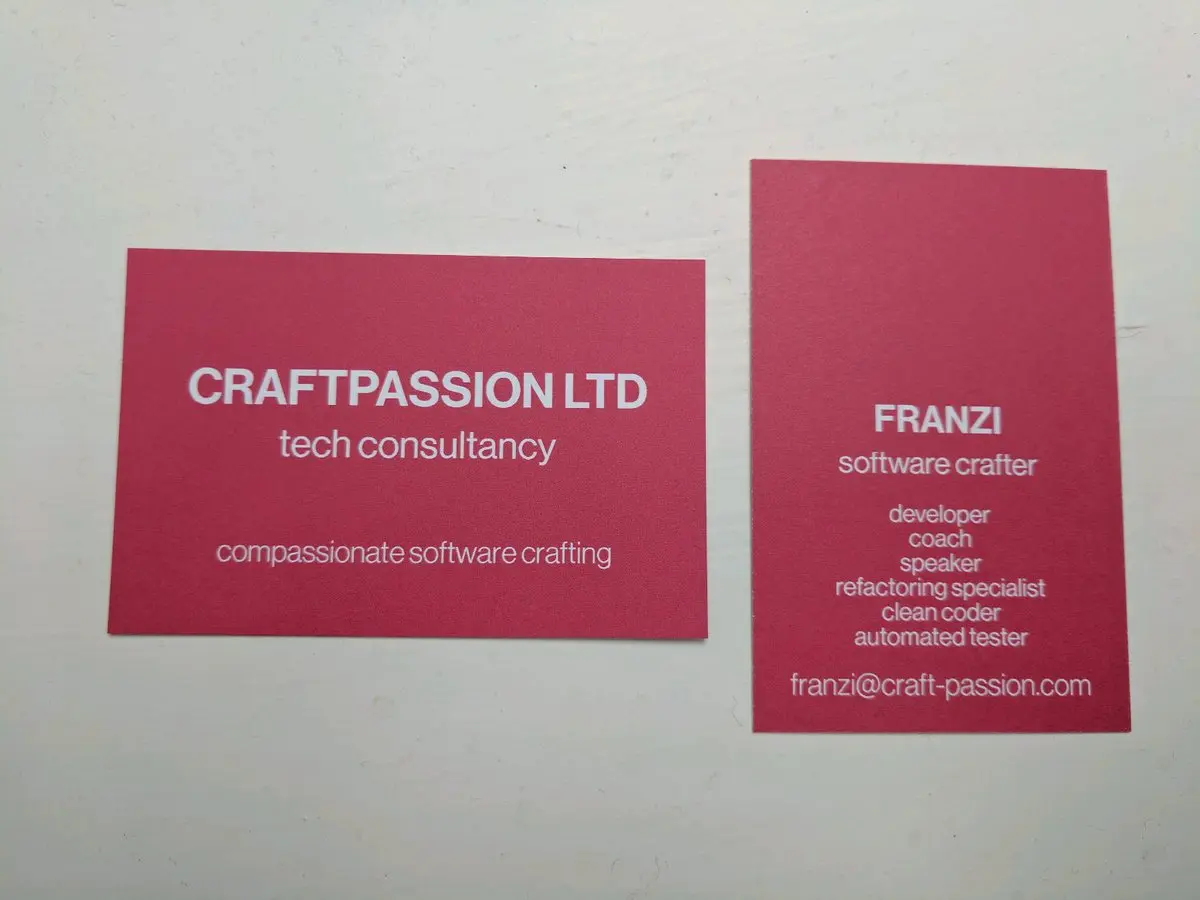 CRAFTPASSION LTD
tech consultancy
compassionate software crafting
FRANZI
software crafter
developer
coach
speaker
refactoring specialist
clean coder
automated tester
franzi@craft-passion.com